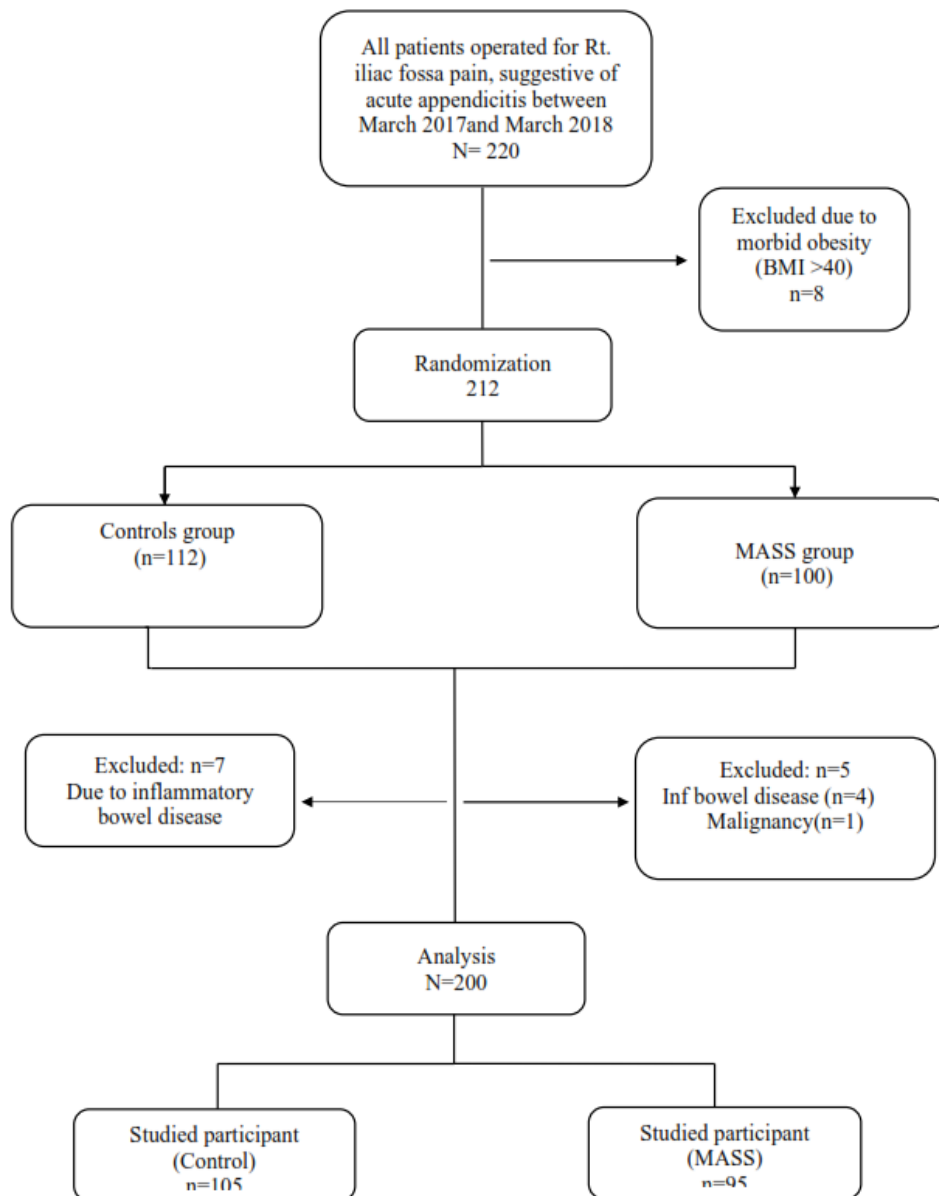 All patients operated for Rt.
iliac fossa pain, suggestive of
acute appendicitis between
March 2017and March 2018
N= 220
Excluded due to
morbid obesity
(BMI >40)
n=8
Randomization
212
Controls group
(n=112)
MASS group
(n=100)
Excluded: n=7
Due to inflammatory
bowel disease
Excluded: n=5
Inf bowel disease (n=4)
Malignancy(n=1)
Analysis
N=200
Studied participant
(Control)
n=105
Studied participant
(MASS)
n=95